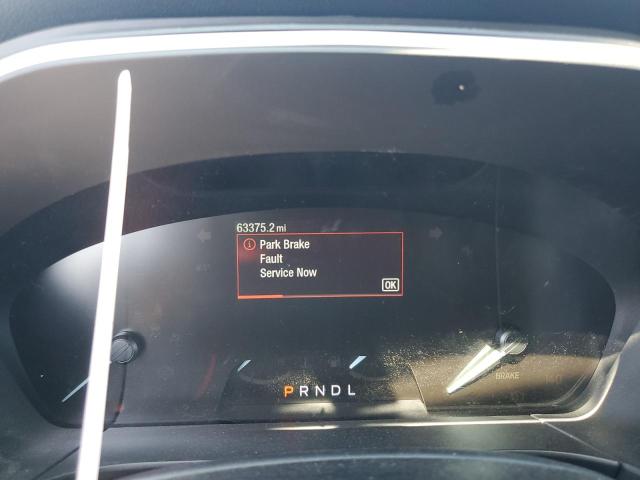 63375.2 mi
Park Brake
Fault
Service Now
OK
PRNDL
BRAKE